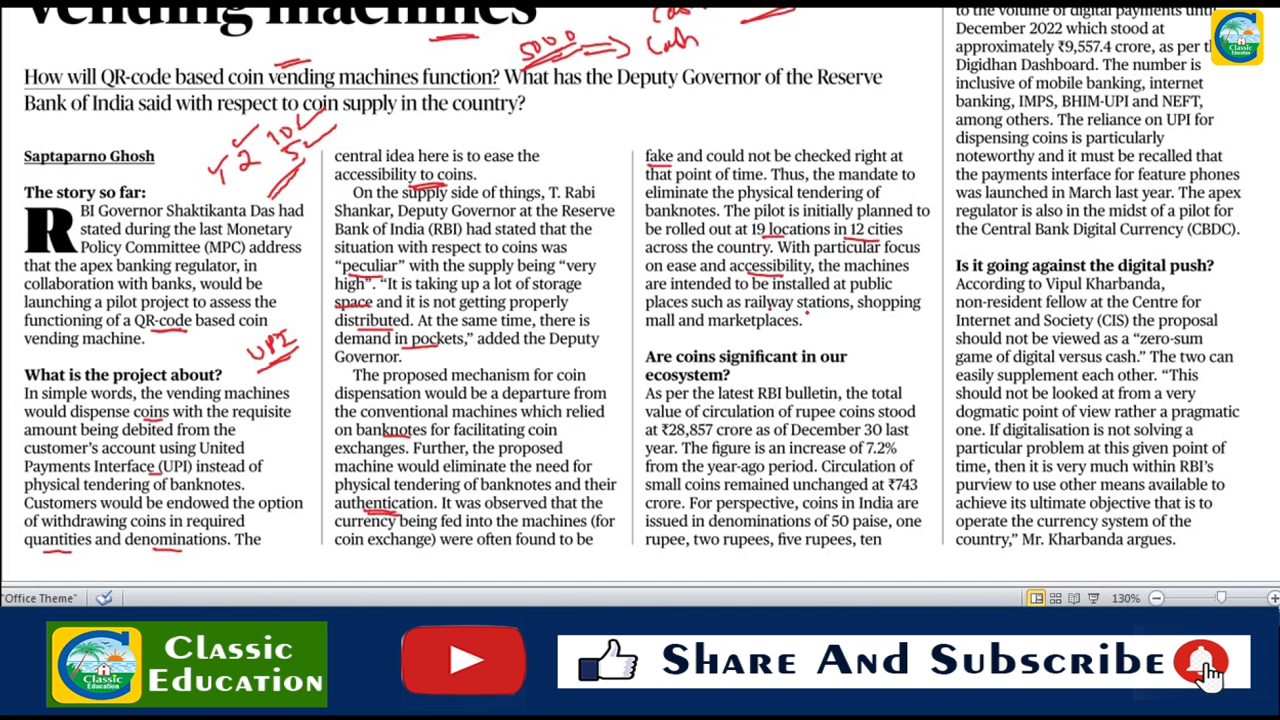 vending machines
5000
cash
How will QR-code based coin vending machines function? What has the Deputy Governor of the Reserve
Bank of India said with respect to coin supply in the country?
2 10 5
Saptaparno Ghosh
The story so far:
RBI Governor Shaktikanta Das had
stated during the last Monetary
Policy Committee (MPC) address
that the apex banking regulator, in
collaboration with banks, would be
launching a pilot project to assess the
functioning of a QR-code based coin
vending machine.
UPI
What is the project about?
In simple words, the vending machines
would dispense coins with the requisite
amount being debited from the
customer's account using United
Payments Interface (UPI) instead of
physical tendering of banknotes.
Customers would be endowed the option
of withdrawing coins in required
quantities and denominations. The
central idea here is to ease the
accessibility to coins.
On the supply side of things, T. Rabi
Shankar, Deputy Governor at the Reserve
Bank of India (RBI) had stated that the
situation with respect to coins was
“peculiar” with the supply being “very
high”. “It is taking up a lot of storage
space and it is not getting properly
distributed. At the same time, there is
demand in pockets,” added the Deputy
Governor.
The proposed mechanism for coin
dispensation would be a departure from
the conventional machines which relied
on banknotes for facilitating coin
exchanges. Further, the proposed
machine would eliminate the need for
physical tendering of banknotes and their
authentication. It was observed that the
currency being fed into the machines (for
coin exchange) were often found to be
fake and could not be checked right at
that point of time. Thus, the mandate to
eliminate the physical tendering of
banknotes. The pilot is initially planned to
be rolled out at 19 locations in 12 cities
across the country. With particular focus
on ease and accessibility, the machines
are intended to be installed at public
places such as railway stations, shopping
mall and marketplaces.
Are coins significant in our
ecosystem?
As per the latest RBI bulletin, the total
value of circulation of rupee coins stood
at ₹28,857 crore as of December 30 last
year. The figure is an increase of 7.2%
from the year-ago period. Circulation of
small coins remained unchanged at ₹743
crore. For perspective, coins in India are
issued in denominations of 50 paise, one
rupee, two rupees, five rupees, ten
to the volume of digital payments until
December 2022 which stood at
approximately ₹9,557.4 crore, as per
Digidhan Dashboard. The number is
inclusive of mobile banking, internet
banking, IMPS, BHIM-UPI and NEFT,
among others. The reliance on UPI for
dispensing coins is particularly
noteworthy and it must be recalled that
the payments interface for feature phones
was launched in March last year. The apex
regulator is also in the midst of a pilot for
the Central Bank Digital Currency (CBDC).
Is it going against the digital push?
According to Vipul Kharbanda,
non-resident fellow at the Centre for
Internet and Society (CIS) the proposal
should not be viewed as a “zero-sum
game of digital versus cash.” The two can
easily supplement each other. “This
should not be looked at from a very
dogmatic point of view rather a pragmatic
one. If digitalisation is not solving a
particular problem at this given point of
time, then it is very much within RBI's
purview to use other means available to
achieve its ultimate objective that is to
operate the currency system of the
country,” Mr. Kharbanda argues.
Classic
Education
"Office Theme"
130%
Classic
Education
Classic
Education
Share And Subscribe